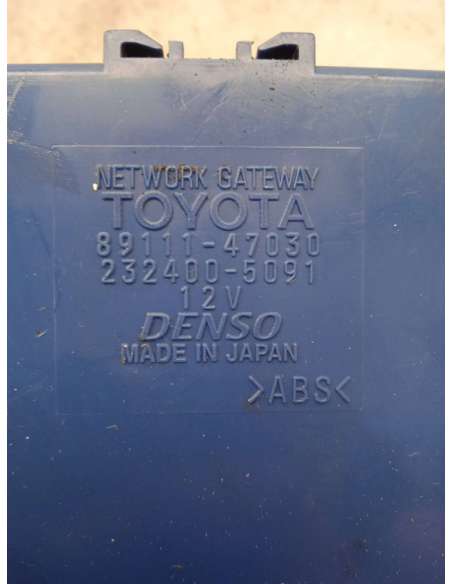 NETWORK GATEWAY
TOYOTA
89111-47030
232400-5091
12V
DENSO
MADE IN JAPAN
>ABS<